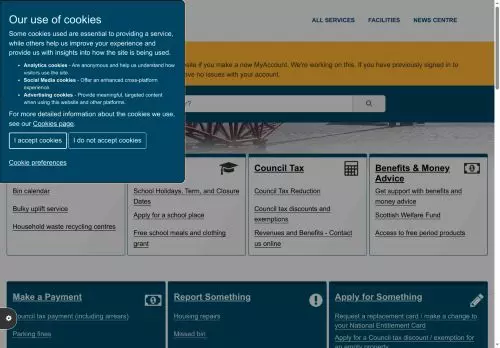 Our use of cookies
Some cookies used are essential to providing a service,
while others help us improve your experience and
provide us with insights into how the site is being used.
• Analytics cookies - Are anonymous and help us understand how
visitors use the site.
• Social Media cookies - Offer an enhanced cross-platform
experience.
• Advertising cookies - Provide meaningful, targeted content
when using this website and other platforms.
For more detailed information about the cookies we use,
see our Cookies page.
I accept cookies
I do not accept cookies
Cookie preferences
ALL SERVICES
FACILITIES
NEWS CENTRE
site if you make a new MyAccount. We're working on this. If you have previously signed in to
ve no issues with your account.
r?
Bin calendar
Bulky uplift service
Household waste recycling centres
School Holidays, Term, and Closure
Dates
Apply for a school place
Free school meals and clothing
grant
Council Tax
Council Tax Reduction
Council tax discounts and
exemptions
Revenues and Benefits - Contact
us online
Benefits & Money
Advice
Get support with benefits and
money advice
Scottish Welfare Fund
Access to free period products
Make a Payment
Council tax payment (including arrears)
Parking fines
Report Something
Housing repairs
Missed bin
Apply for Something
Request a replacement card / make a change to
your National Entitlement Card
Apply for a Council tax discount / exemption for
an empty property